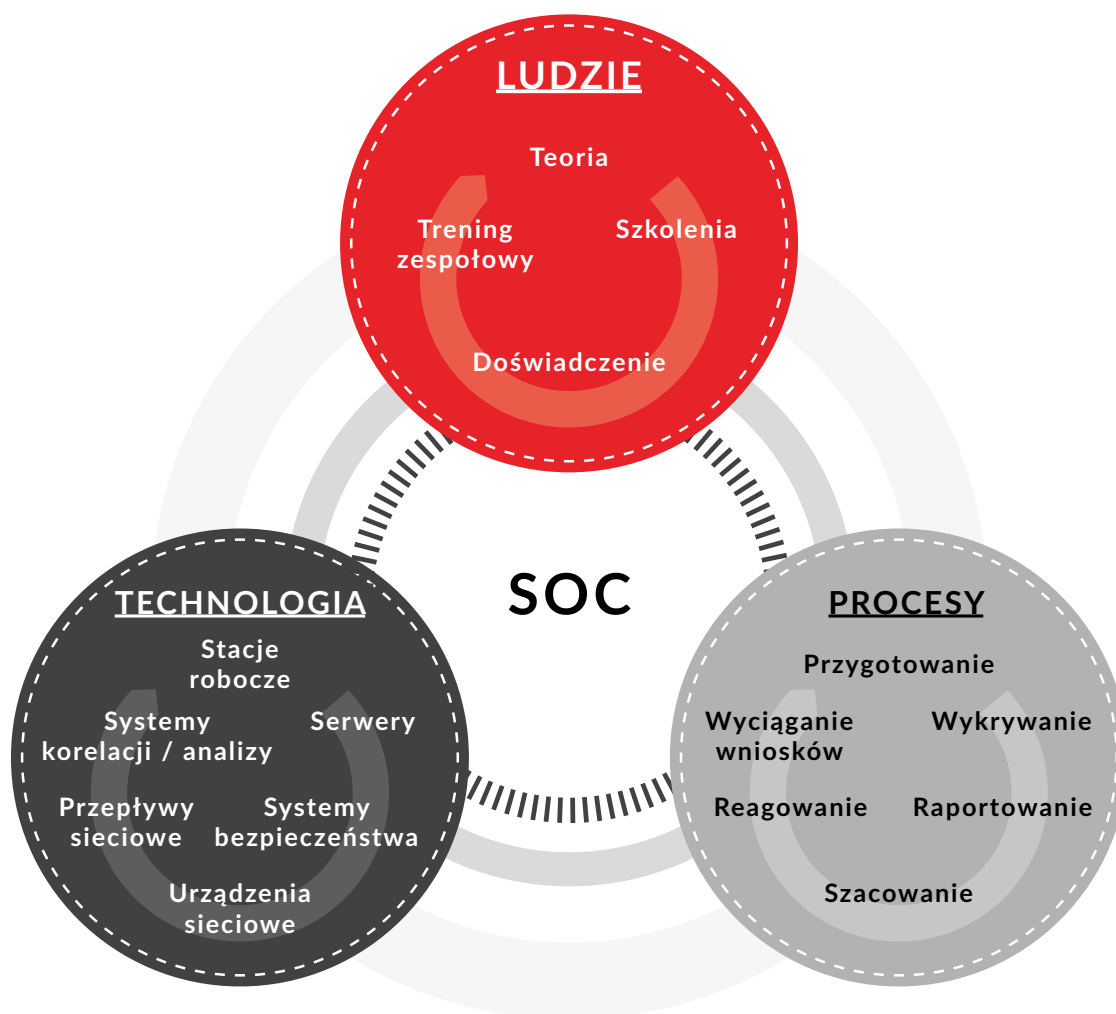 LUDZIE
Teoria
Trening
zespołowy
Szkolenia
Doświadczenie
SOC
TECHNOLOGIA
Stacje
robocze
Systemy
korelacji / analizy
Serwery
Przepływy
sieciowe
Systemy
bezpieczeństwa
Urządzenia
sieciowe
PROCESY
Przygotowanie
Wyciąganie
wniosków
Wykrywanie
Reagowanie
Raportowanie
Szacowanie